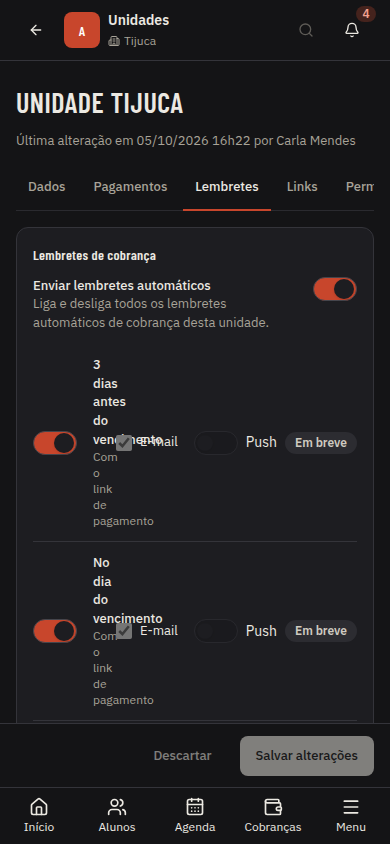 4
A
Unidades
Tijuca
UNIDADE TIJUCA
Última alteração em 05/10/2026 16h22 por Carla Mendes
Dados Pagamentos Lembretes Links Perm
Lembretes de cobrança
Enviar lembretes automáticos
Liga e desliga todos os lembretes
automáticos de cobrança desta unidade.
3
dias
antes
do
vencimento
Com
o
link
de
pagamento
E-mail Push Em breve
No
dia
do
vencimento
Com
o
link
de
pagamento
E-mail Push Em breve
Descartar Salvar alterações
Início Alunos Agenda Cobranças Menu